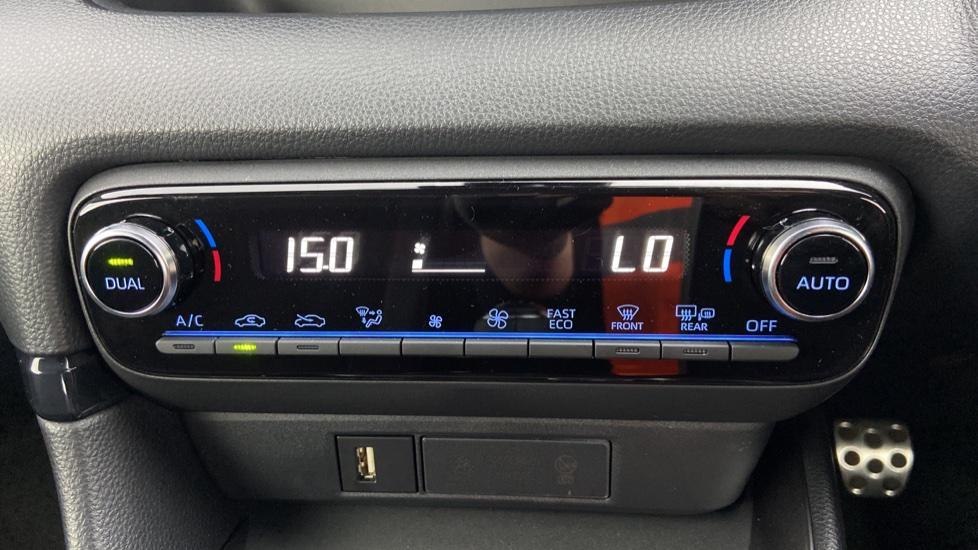 15.0
LO
DUAL
AUTO
A/C
FAST
ECO
FRONT
REAR
OFF